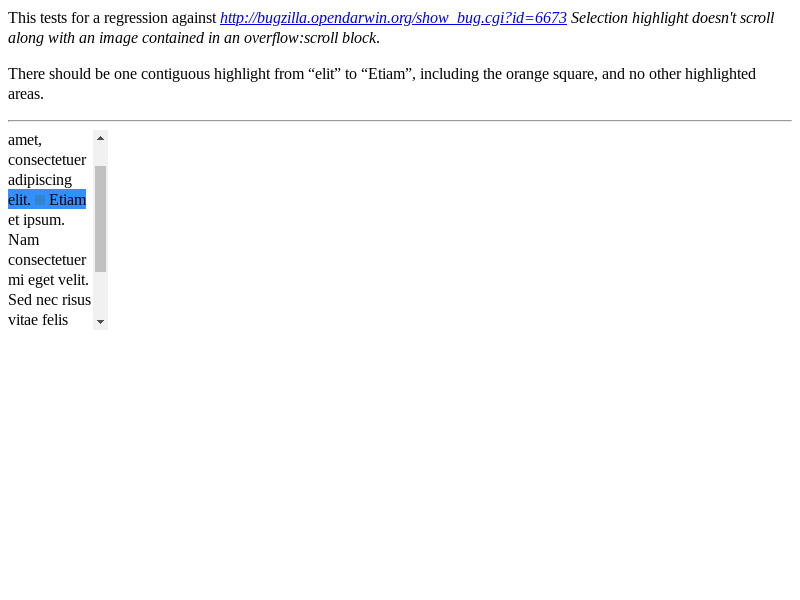 This tests for a regression against http://bugzilla.opendarwin.org/show_bug.cgi?id=6673 Selection highlight doesn't scroll
along with an image contained in an overflow:scroll block.
There should be one contiguous highlight from “elit” to “Etiam”, including the orange square, and no other highlighted
areas.
amet,
consectetuer
adipiscing
elit. Etiam
et ipsum.
Nam
consectetuer
mi eget velit.
Sed nec risus
vitae felis